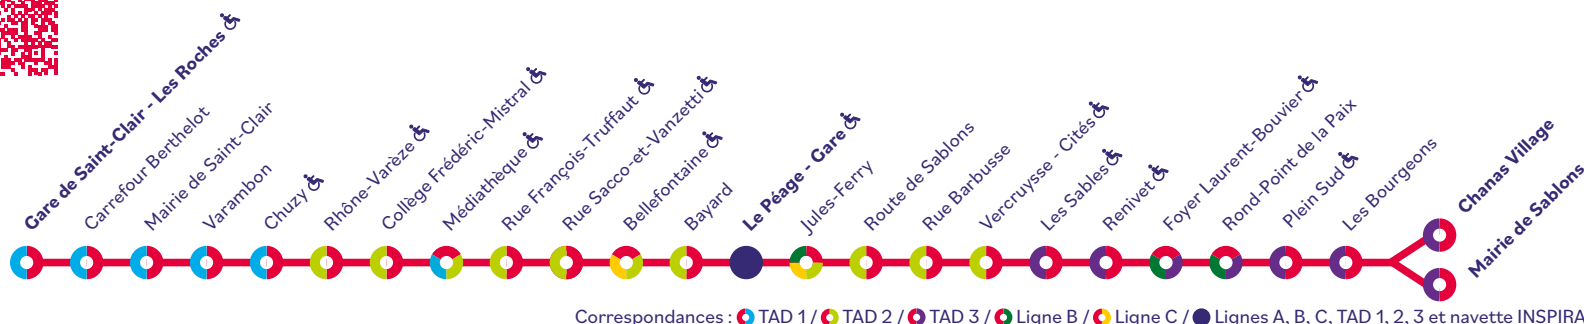 Gare de Saint-Clair - Les Roches
Carrefour Berthelot
Mairie de Saint-Clair
Varambon
Chuzy
Rhône-Varèze
Collège Frédéric-Mistral
Médiathèque
Rue François-Truffaut
Rue Sacco-et-Vanzetti
Bellefontaine
Bayard
Le Péage - Gare
Jules-Ferry
Route de Sablons
Rue Barbusse
Vercruysse - Cités
Les Sables
Renivet
Foyer Laurent-Bouvier
Rond-Point de la Paix
Plein Sud
Les Bourgeons
Chanas Village
Mairie de Sablons
Correspondances : TAD 1 / TAD 2 / TAD 3 / Ligne B / Ligne C / Lignes A, B, C, TAD 1, 2, 3 et navette INSPIRA